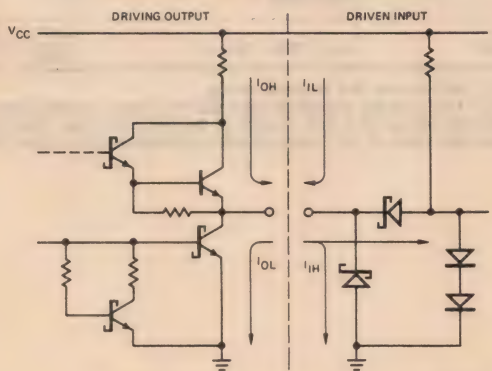 DRIVING OUTPUT
DRIVEN INPUT
VCC
IOH
IIL
IOL
IIH